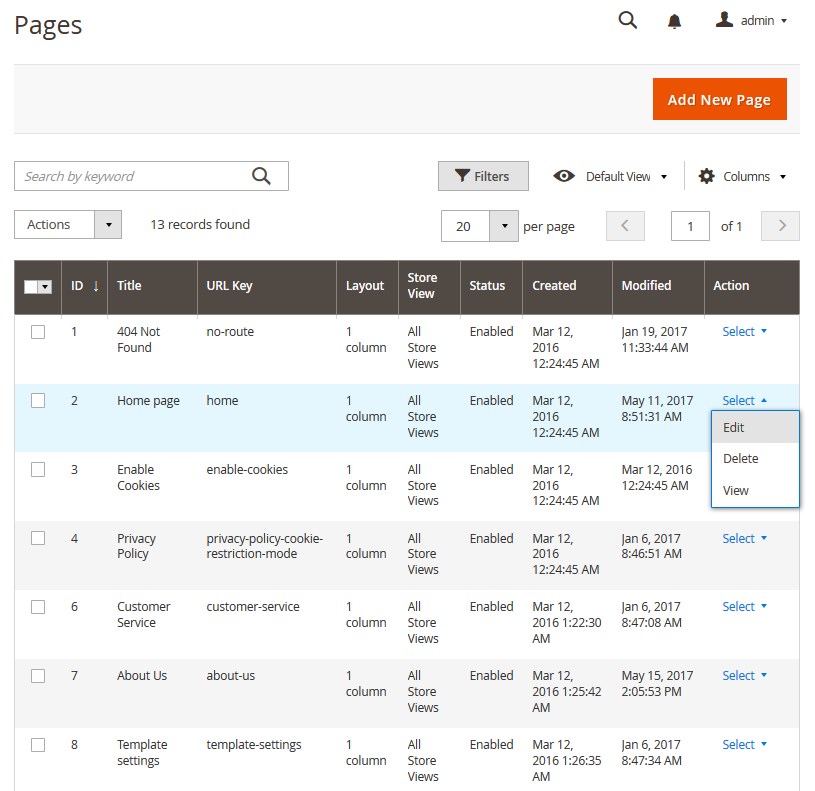 Pages
admin
Add New Page
Search by keyword
Filters
Default View
Columns
Actions
13 records found
20
per page
1
of 1
ID ↓ Title URL Key Layout Store View Status Created Modified Action
1 404 Not Found no-route 1 column All Store Views Enabled Mar 12, 2016 12:24:45 AM Jan 19, 2017 11:33:44 AM Select
2 Home page home 1 column All Store Views Enabled Mar 12, 2016 12:24:45 AM May 11, 2017 8:51:31 AM Select
Edit
Delete
View
3 Enable Cookies enable-cookies 1 column All Store Views Enabled Mar 12, 2016 12:24:45 AM Mar 12, 2016 12:24:45 AM
4 Privacy Policy privacy-policy-cookie-restriction-mode 1 column All Store Views Enabled Mar 12, 2016 12:24:45 AM Jan 6, 2017 8:46:51 AM Select
6 Customer Service customer-service 1 column All Store Views Enabled Mar 12, 2016 1:22:30 AM Jan 6, 2017 8:47:08 AM Select
7 About Us about-us 1 column All Store Views Enabled Mar 12, 2016 1:25:42 AM May 15, 2017 2:05:53 PM Select
8 Template settings template-settings 1 column All Store Views Enabled Mar 12, 2016 1:26:35 AM Jan 6, 2017 8:47:34 AM Select